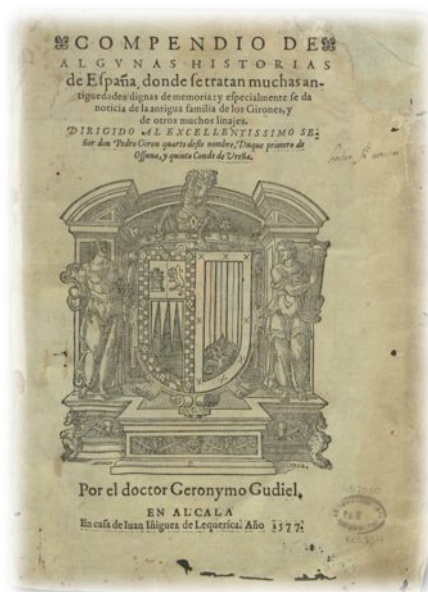 COMPENDIO DE
ALGVNAS HISTORIAS
de España, donde se tratan muchas an-
tiguedades dignas de memoria: y especialmente se da
noticia de la antigua familia de los Girones, y
de otros muchos linajes.
DIRIGIDO AL EXCELLENTISSIMO SE-
ñor don Pedro Giron quarto deste nombre, Duque primero de
Ossuna, y quinto Conde de Vreña.
Por el doctor Geronymo Gudiel,
EN ALCALA
En casa de Iuan Iñiguez de Lequerica. Año 1577.